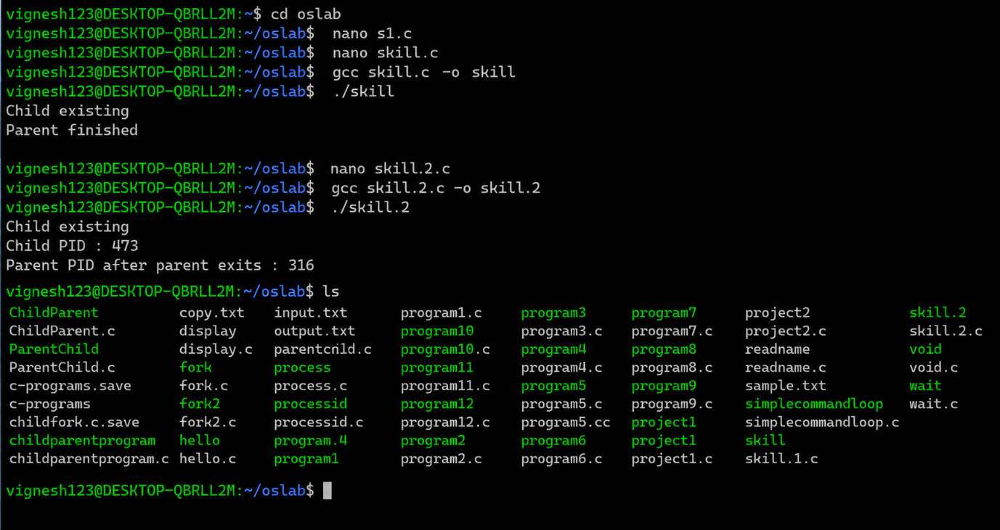 vignesh123@DESKTOP-QBRLL2M:~$ cd oslab
vignesh123@DESKTOP-QBRLL2M:~/oslab$ nano s1.c
vignesh123@DESKTOP-QBRLL2M:~/oslab$ nano skill.c
vignesh123@DESKTOP-QBRLL2M:~/oslab$ gcc skill.c -o skill
vignesh123@DESKTOP-QBRLL2M:~/oslab$ ./skill
Child existing
Parent finished
vignesh123@DESKTOP-QBRLL2M:~/oslab$ nano skill.2.c
vignesh123@DESKTOP-QBRLL2M:~/oslab$ gcc skill.2.c -o skill.2
vignesh123@DESKTOP-QBRLL2M:~/oslab$ ./skill.2
Child existing
Child PID : 473
Parent PID after parent exits : 316
vignesh123@DESKTOP-QBRLL2M:~/oslab$ ls
ChildParent copy.txt input.txt program1.c program3 program7 project2 skill.2
ChildParent.c display output.txt program10 program3.c program7.c project2.c skill.2.c
ParentChild display.c parentcnild.c program10.c program4 program8 readname void
ParentChild.c fork process program11 program4.c program8.c readname.c void.c
c-programs.save fork.c process.c program11.c program5 program9 sample.txt wait
c-programs fork2 processid program12 program5.c program9.c simplecommandloop wait.c
childfork.c.save fork2.c processid.c program12.c program5.cc project1 simplecommandloop.c
childparentprogram hello program.4 program2 program6 project1 skill
childparentprogram.c hello.c program1 program2.c program6.c project1.c skill.1.c
vignesh123@DESKTOP-QBRLL2M:~/oslab$